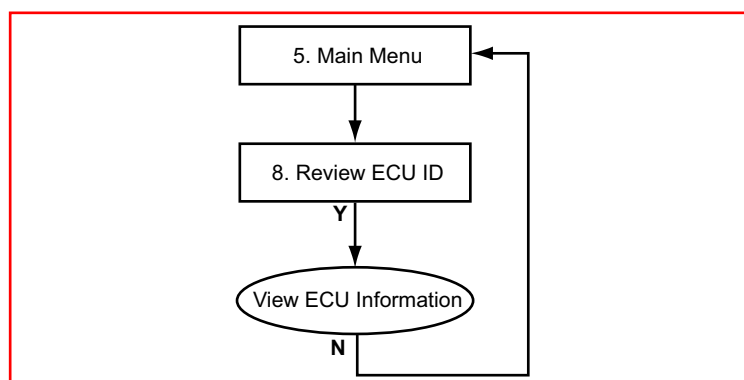 5. Main Menu
8. Review ECU ID
Y
View ECU Information
N